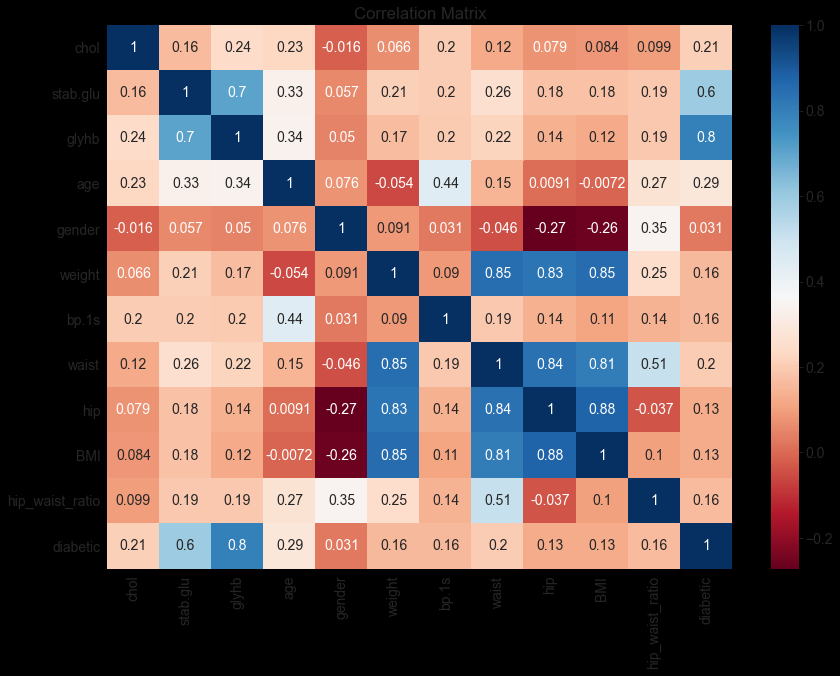 Correlation Matrix
chol 1 0.16 0.24 0.23 -0.016 0.066 0.2 0.12 0.079 0.084 0.099 0.21
stab.glu 0.16 1 0.7 0.33 0.057 0.21 0.2 0.26 0.18 0.18 0.19 0.6
glyhb 0.24 0.7 1 0.34 0.05 0.17 0.2 0.22 0.14 0.12 0.19 0.8
age 0.23 0.33 0.34 1 0.076 -0.054 0.44 0.15 0.0091 -0.0072 0.27 0.29
gender -0.016 0.057 0.05 0.076 1 0.091 0.031 -0.046 -0.27 -0.26 0.35 0.031
weight 0.066 0.21 0.17 -0.054 0.091 1 0.09 0.85 0.83 0.85 0.25 0.16
bp.1s 0.2 0.2 0.2 0.44 0.031 0.09 1 0.19 0.14 0.11 0.14 0.16
waist 0.12 0.26 0.22 0.15 -0.046 0.85 0.19 1 0.84 0.81 0.51 0.2
hip 0.079 0.18 0.14 0.0091 -0.27 0.83 0.14 0.84 1 0.88 -0.037 0.13
BMI 0.084 0.18 0.12 -0.0072 -0.26 0.85 0.11 0.81 0.88 1 0.1 0.13
hip_waist_ratio 0.099 0.19 0.19 0.27 0.35 0.25 0.14 0.51 -0.037 0.1 1 0.16
diabetic 0.21 0.6 0.8 0.29 0.031 0.16 0.16 0.2 0.13 0.13 0.16 1
chol stab.glu glyhb age gender weight bp.1s waist hip BMI hip_waist_ratio diabetic
1.0
0.8
0.6
0.4
0.2
0.0
−0.2